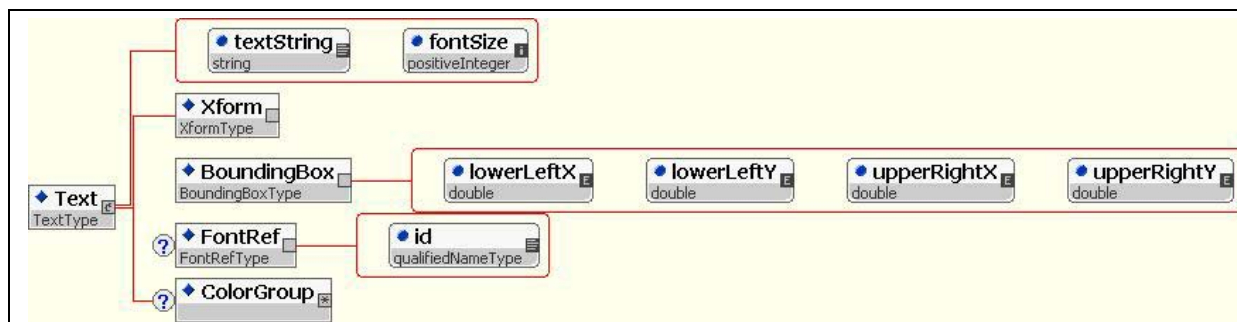 textString fontSize
string positiveInteger
Xform
XformType
BoundingBox lowerLeftX lowerLeftY upperRightX upperRightY
BoundingBoxType double double double double
Text
TextType
? FontRef id
FontRefType qualifiedNameType
? ColorGroup